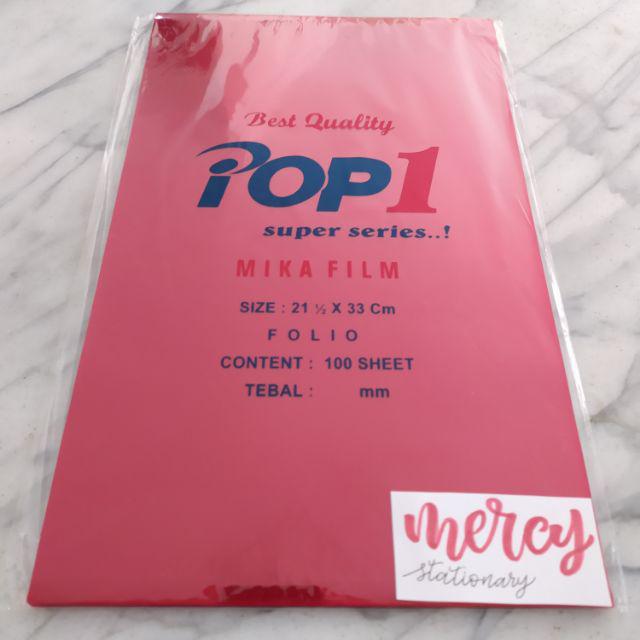 Best Quality
POP1
super series..!
MIKA FILM
SIZE : 21 ½ X 33 Cm
FOLIO
CONTENT : 100 SHEET
TEBAL : mm
mercy
stationary